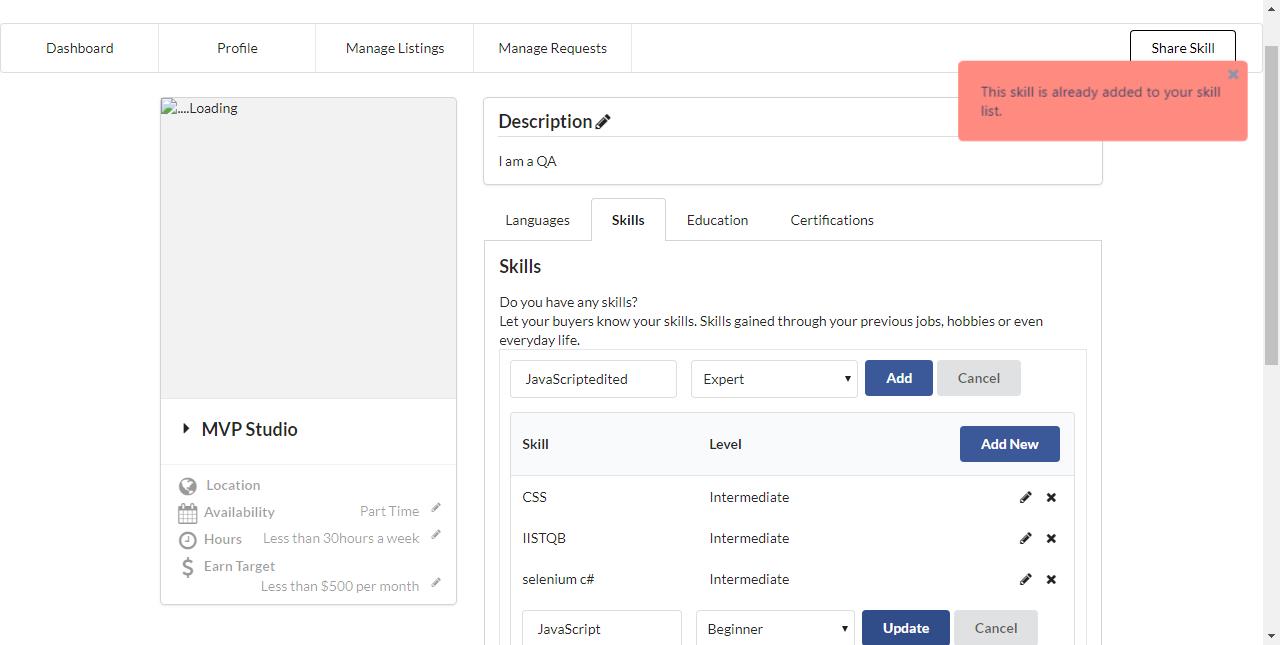 Dashboard
Profile
Manage Listings
Manage Requests
Share Skill
This skill is already added to your skill
list.
....Loading
Description
I am a QA
Languages
Skills
Education
Certifications
Skills
Do you have any skills?
Let your buyers know your skills. Skills gained through your previous jobs, hobbies or even
everyday life.
JavaScriptedited
Expert
Add
Cancel
Skill
Level
Add New
CSS
Intermediate
IISTQB
Intermediate
selenium c#
Intermediate
JavaScript
Beginner
Update
Cancel
MVP Studio
Location
Availability
Part Time
Hours
Less than 30hours a week
Earn Target
Less than $500 per month